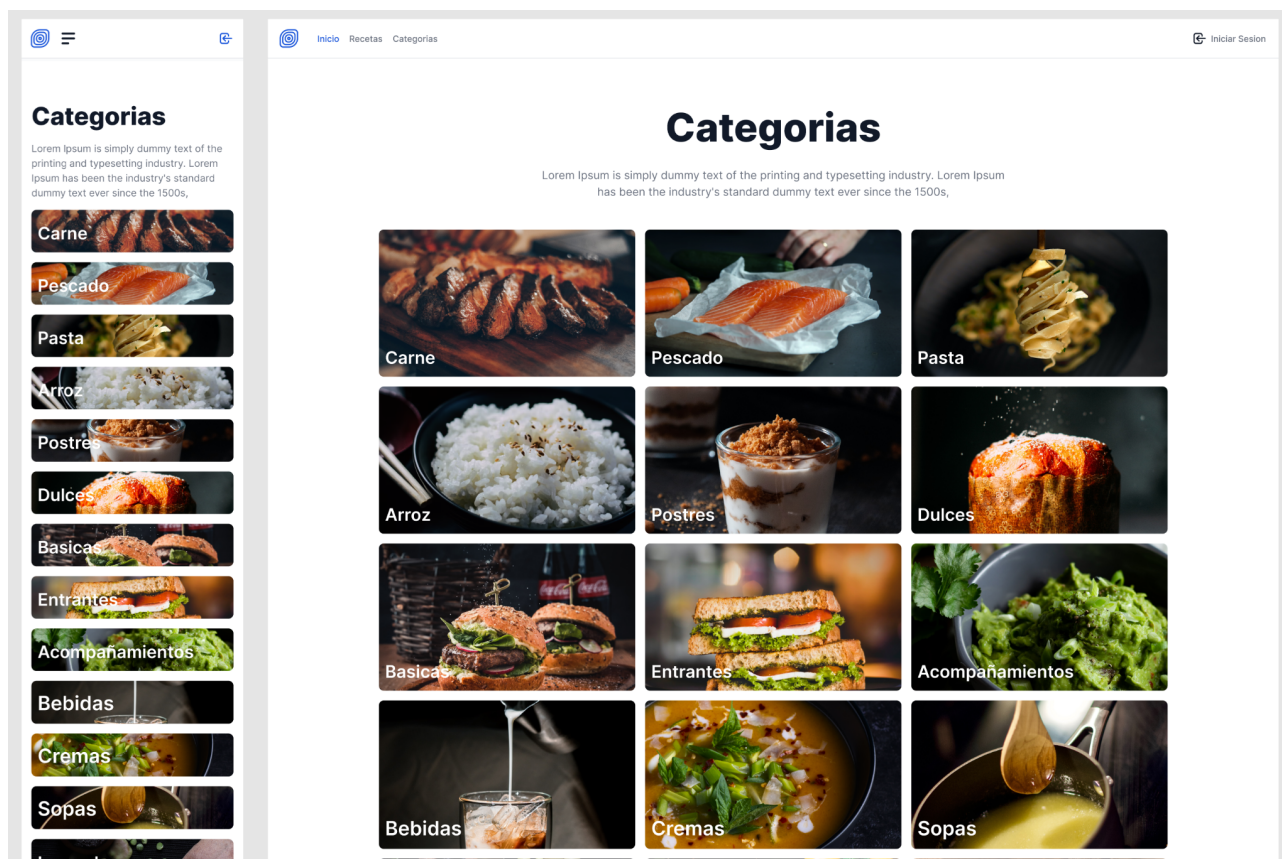 Categorias
Lorem Ipsum is simply dummy text of the
printing and typesetting industry. Lorem
Ipsum has been the industry's standard
dummy text ever since the 1500s,
Carne
Pescado
Pasta
Arroz
Postres
Dulces
Basicas
Entrantes
Acompañamientos
Bebidas
Cremas
Sopas
Inicio Recetas Categorias
Iniciar Sesion
Categorias
Lorem Ipsum is simply dummy text of the printing and typesetting industry. Lorem Ipsum
has been the industry's standard dummy text ever since the 1500s,
Carne
Pescado
Pasta
Arroz
Postres
Dulces
Coca-Cola
Basicas
Entrantes
Acompañamientos
Bebidas
Cremas
Sopas